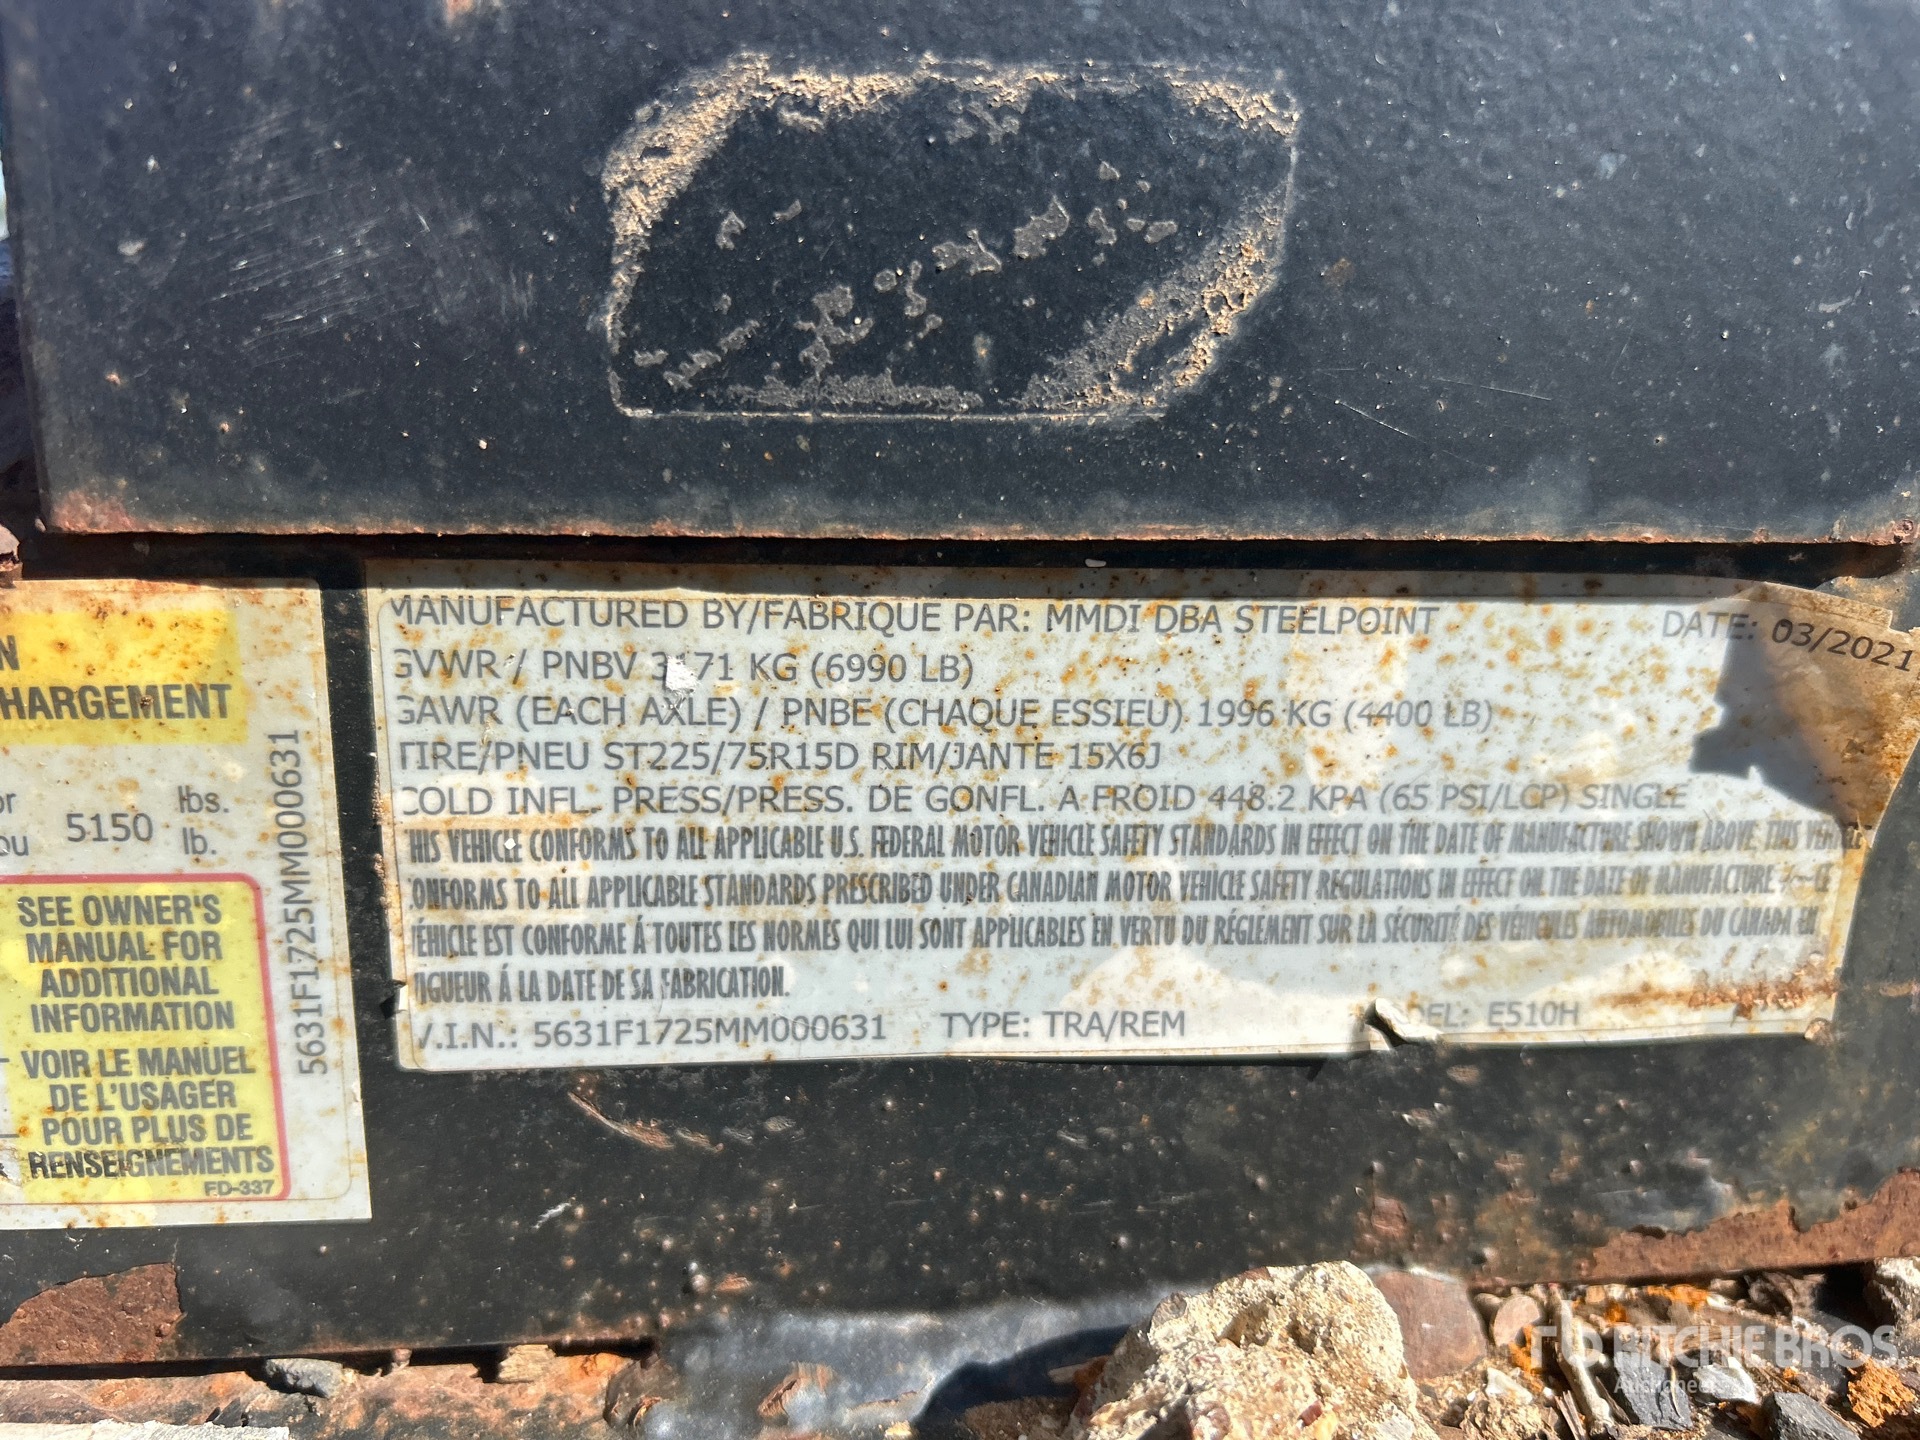 HARGEMENT
5150 lbs.
lb.
SEE OWNER'S
MANUAL FOR
ADDITIONAL
INFORMATION
VOIR LE MANUEL
DE L'USAGER
POUR PLUS DE
RENSEIGNEMENTS
FD-337
5631F1725MM000631
MANUFACTURED BY/FABRIQUE PAR: MMDI DBA STEELPOINT DATE: 03/2021
GVWR / PNBV 3171 KG (6990 LB)
GAWR (EACH AXLE) / PNBE (CHAQUE ESSIEU) 1996 KG (4400 LB)
TIRE/PNEU ST225/75R15D RIM/JANTE 15X6J
COLD INFL. PRESS/PRESS. DE GONFL. A FROID 448.2 KPA (65 PSI/LCP) SINGLE
THIS VEHICLE CONFORMS TO ALL APPLICABLE U.S. FEDERAL MOTOR VEHICLE SAFETY STANDARDS IN EFFECT ON THE DATE OF MANUFACTURE SHOWN ABOVE. THIS VEHICLE
CONFORMS TO ALL APPLICABLE STANDARDS PRESCRIBED UNDER CANADIAN MOTOR VEHICLE SAFETY REGULATIONS IN EFFECT ON THE DATE OF MANUFACTURE -/~ CE
VÉHICLE EST CONFORME Á TOUTES LES NORMES QUI LUI SONT APPLICABLES EN VERTU DU RÉGLEMENT SUR LA SÉCURITÉ DES VÉHICULES AUTOMOBILES DU CANADA EN
VIGUEUR Á LA DATE DE SA FABRICATION.
V.I.N.: 5631F1725MM000631 TYPE: TRA/REM MODEL: E510H
RITCHIE BROS.
Auctioneers